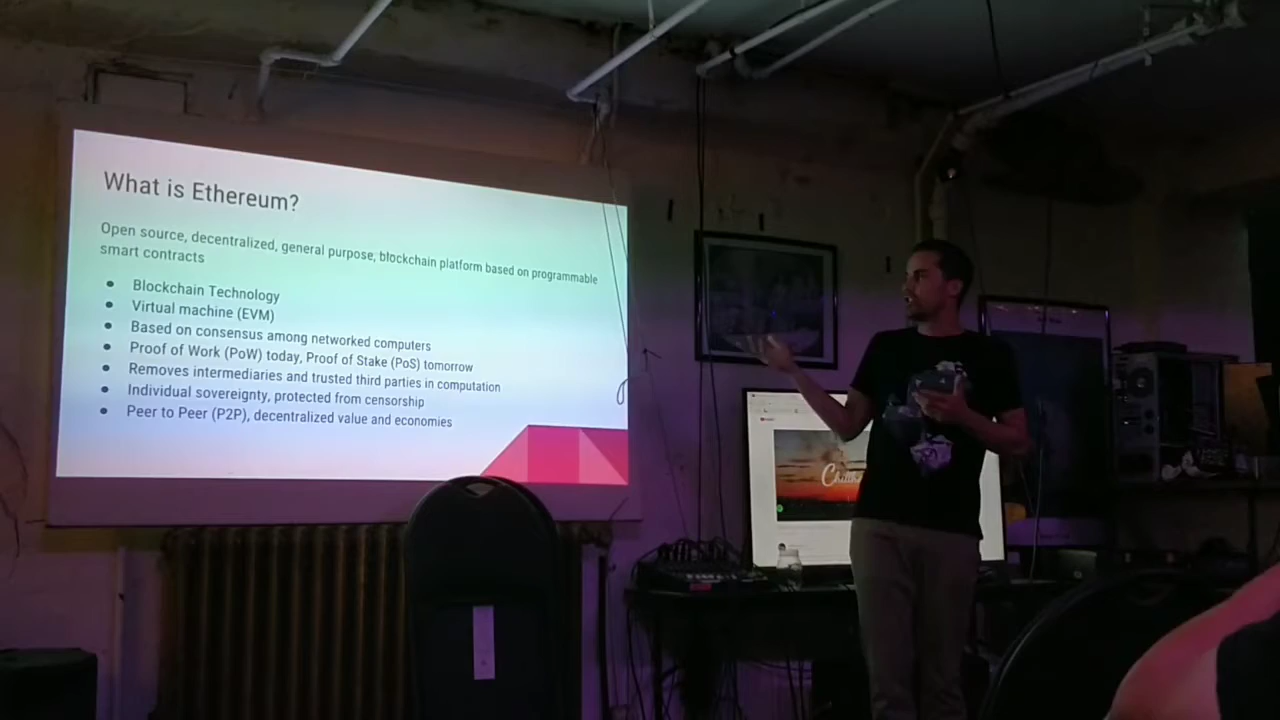 What is Ethereum?
Open source, decentralized, general purpose, blockchain platform based on programmable
smart contracts
● Blockchain Technology
● Virtual machine (EVM)
● Based on consensus among networked computers
● Proof of Work (PoW) today, Proof of Stake (PoS) tomorrow
● Removes intermediaries and trusted third parties in computation
● Individual sovereignty, protected from censorship
● Peer to Peer (P2P), decentralized value and economies